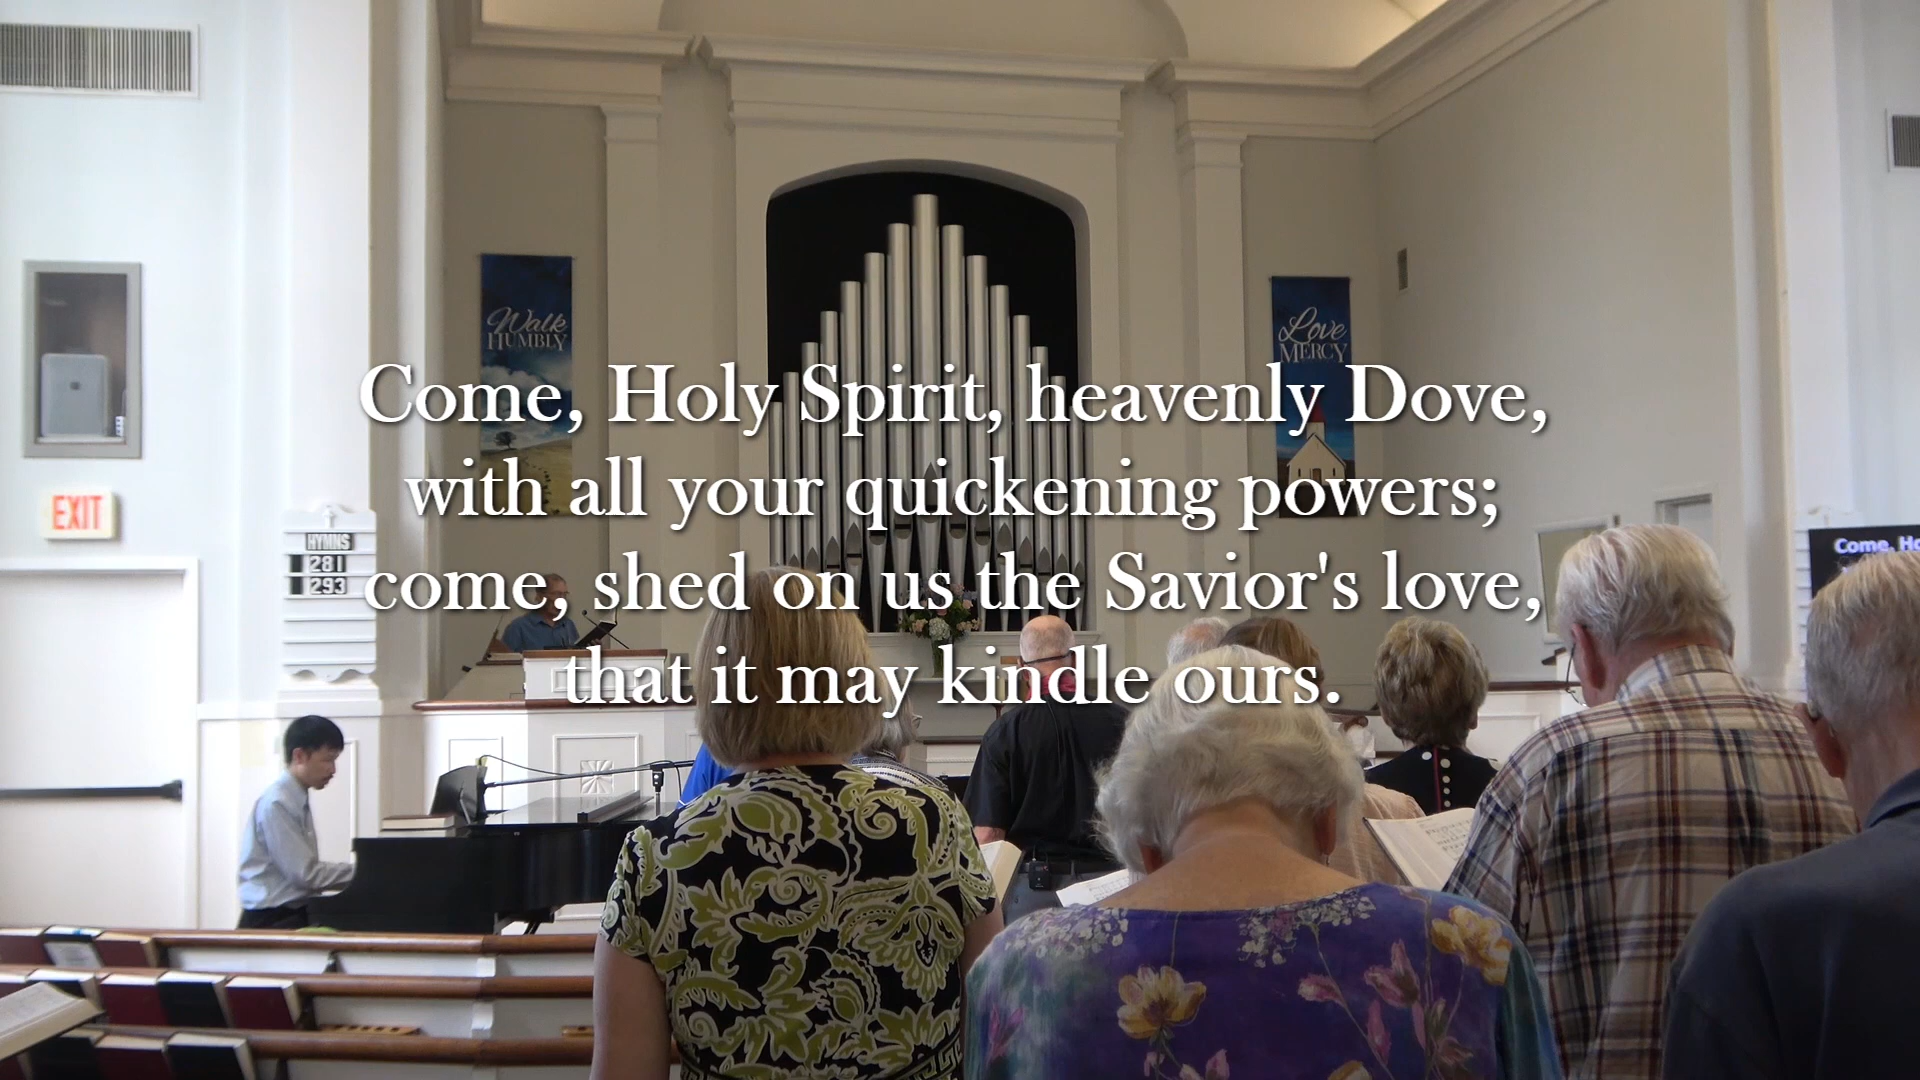 Walk
HUMBLY
Love
MERCY
Come, Holy Spirit, heavenly Dove,
with all your quickening powers;
come, shed on us the Savior's love,
that it may kindle ours.
EXIT
HYMNS
281
293
Come, Ho